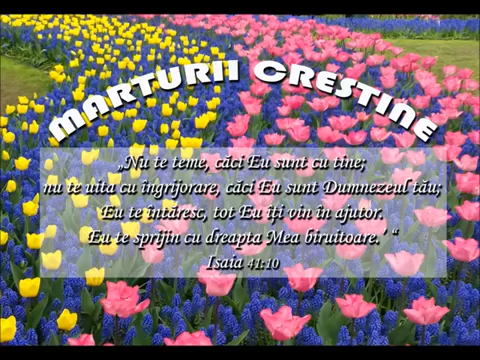 MARTURII CRESTINE
„Nu te teme, căci Eu sunt cu tine;
nu te uita cu îngrijorare, căci Eu sunt Dumnezeul tău;
Eu te întăresc, tot Eu îţi vin în ajutor.
Eu te sprijin cu dreapta Mea biruitoare.’ “
Isaia 41:10